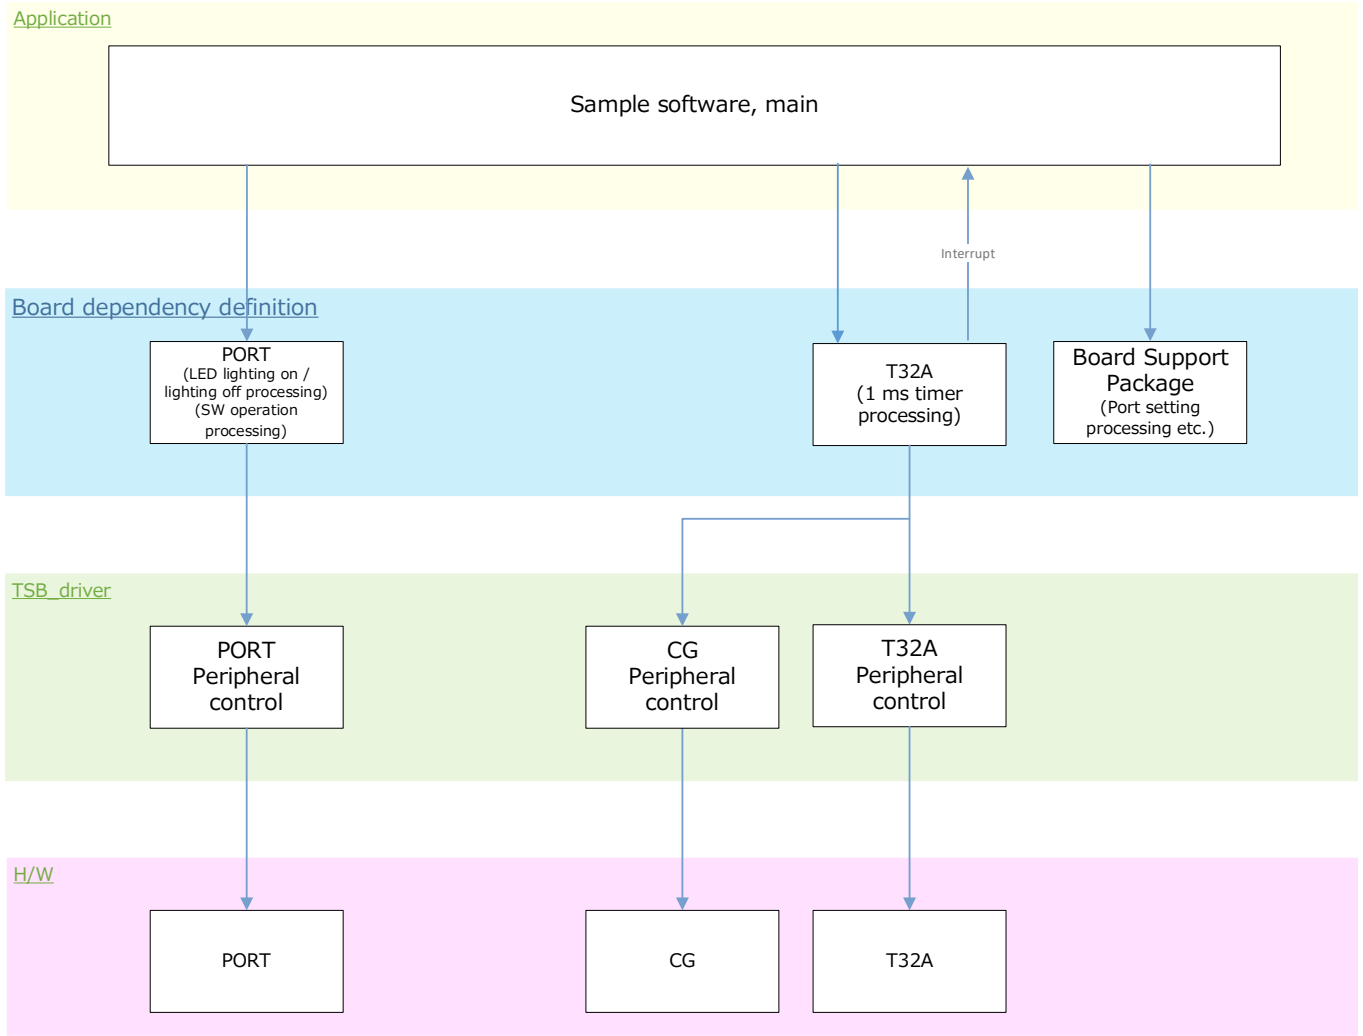 Application
Sample software, main
Interrupt
Board dependency definition
PORT
(LED lighting on /
lighting off processing)
(SW operation
processing)
T32A
(1 ms timer
processing)
Board Support
Package
(Port setting
processing etc.)
TSB_driver
PORT
Peripheral
control
CG
Peripheral
control
T32A
Peripheral
control
H/W
PORT
CG
T32A